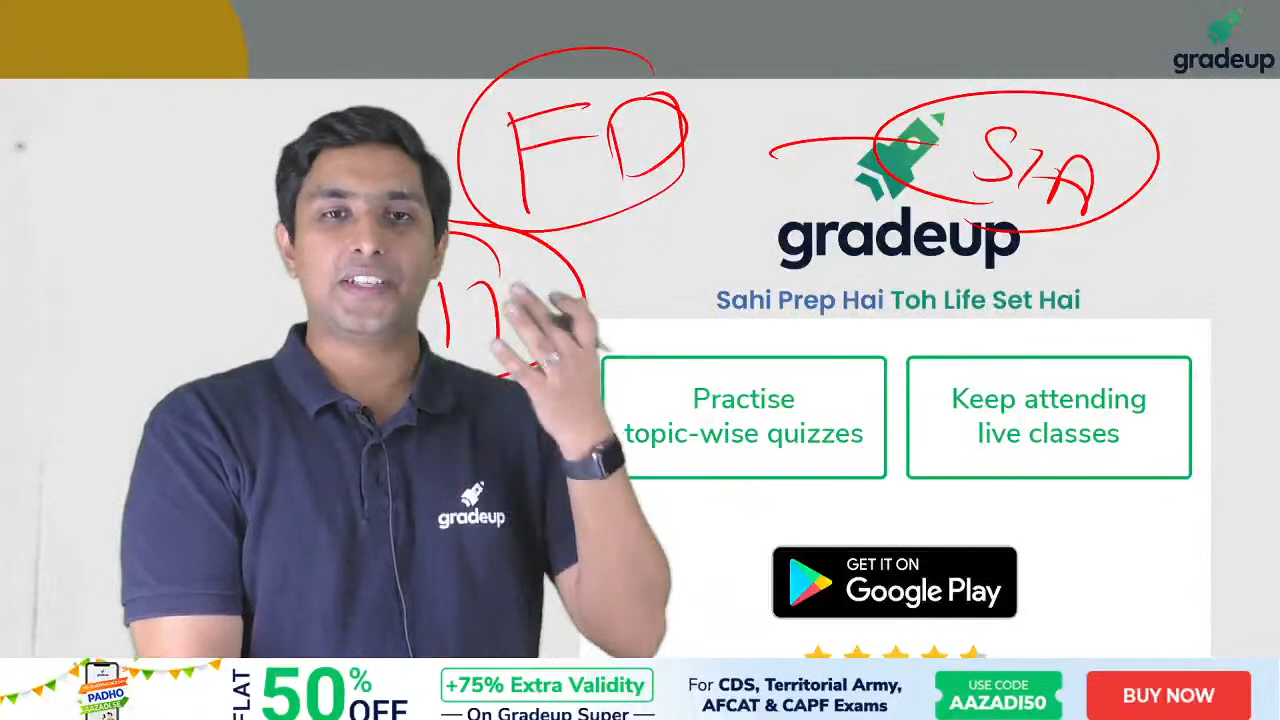 gradeup
FD
S/A
gradeup
Sahi Prep Hai Toh Life Set Hai
Practise
topic-wise quizzes
Keep attending
live classes
gradeup
GET IT ON
Google Play
PADHO
AAZADI SE
FLAT
50% OFF
+75% Extra Validity
On Gradeup Super
For CDS, Territorial Army,
AFCAT & CAPF Exams
USE CODE
AAZADI50
BUY NOW